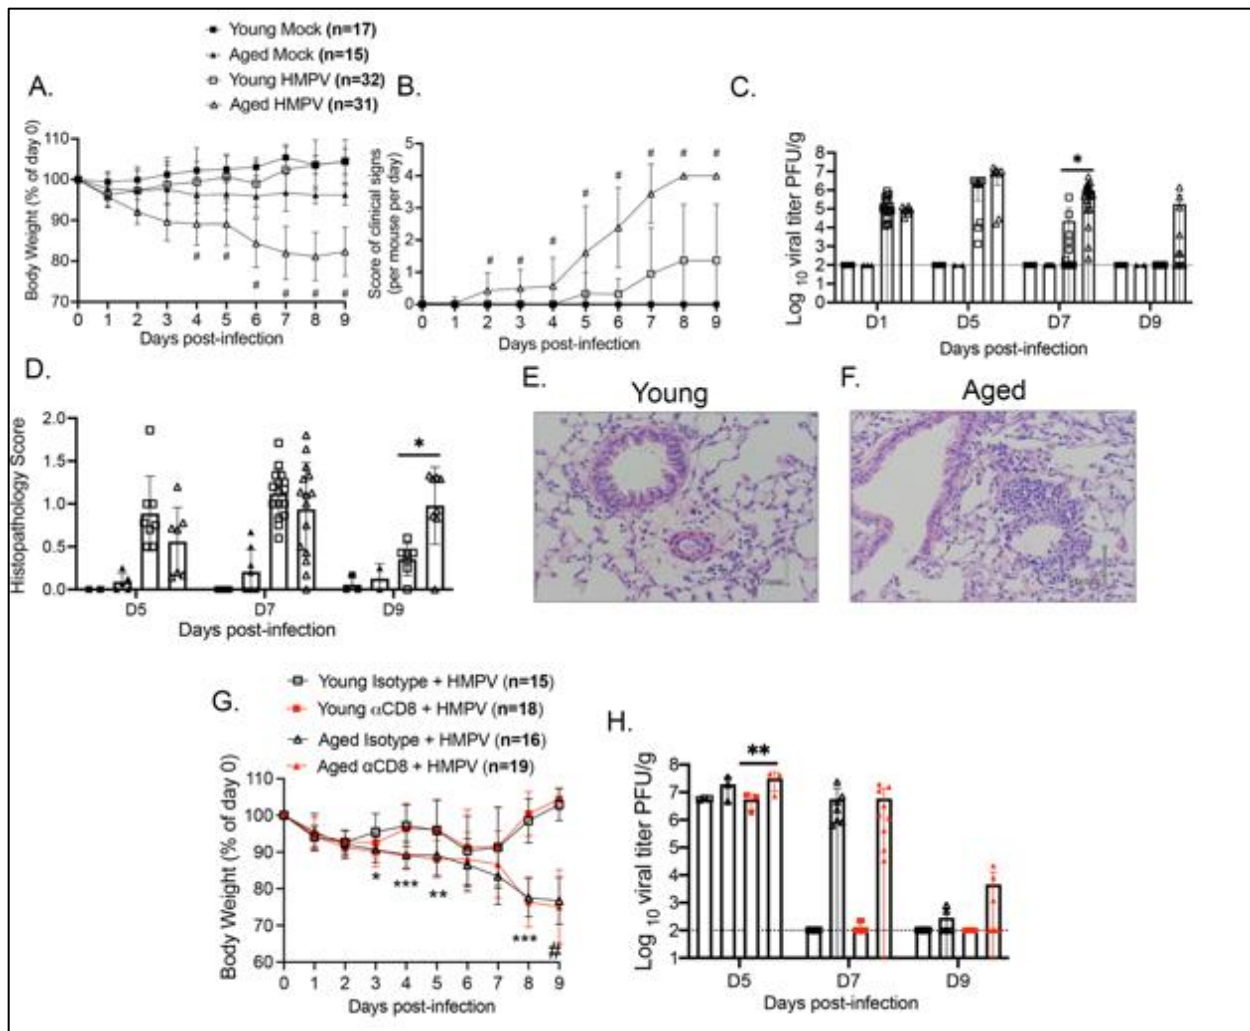 Young Mock (n=17)
Aged Mock (n=15)
Young HMPV (n=32)
Aged HMPV (n=31)
A.
Body Weight (% of day 0)
110
100
90
80
70
# # # # # #
0 1 2 3 4 5 6 7 8 9
Days post-infection
B.
Score of clinical signs
(per mouse per day)
5
4
3
2
1
0
# # # # # # # #
0 1 2 3 4 5 6 7 8 9
Days post-infection
C.
Log 10 viral titer PFU/g
8
7
6
5
4
3
2
1
0
*
D1 D5 D7 D9
Days post-infection
D.
Histopathology Score
2.0
1.5
1.0
0.5
0.0
*
D5 D7 D9
Days post-infection
E.
Young
F.
Aged
G.
Young Isotype + HMPV (n=15)
Young αCD8 + HMPV (n=18)
Aged Isotype + HMPV (n=16)
Aged αCD8 + HMPV (n=19)
Body Weight (% of day 0)
110
100
90
80
70
60
* *** ** *** #
0 1 2 3 4 5 6 7 8 9
Days post-infection
H.
Log 10 viral titer PFU/g
8
7
6
7
4
3
2
1
**
D5 D7 D9
Days post-infection